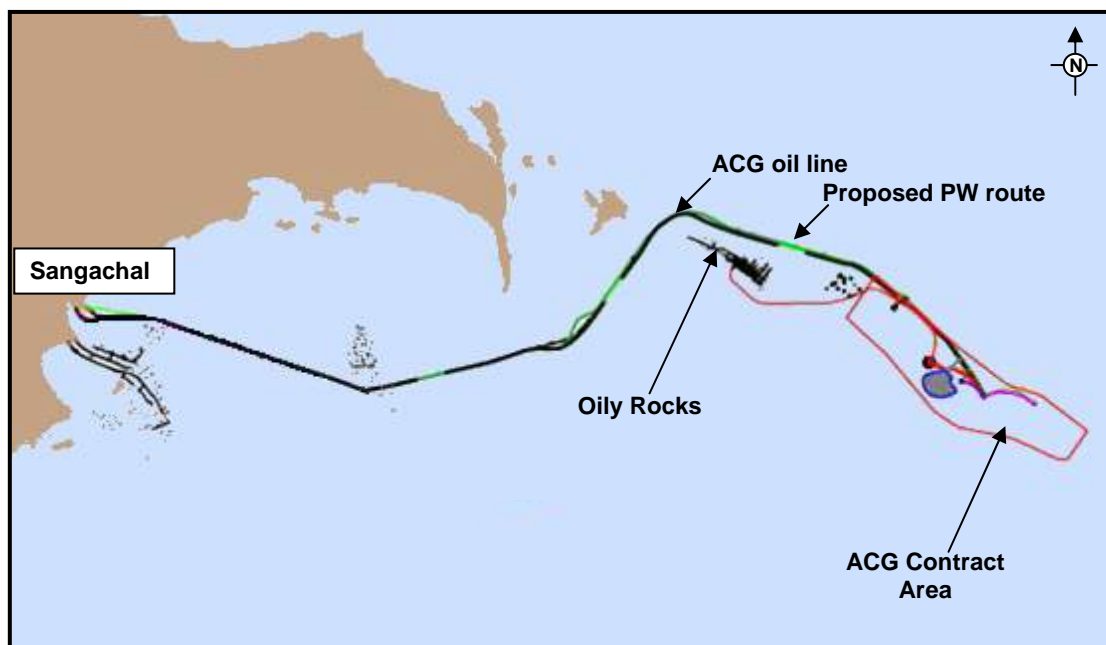 N
ACG oil line
Proposed PW route
Sangachal
Oily Rocks
ACG Contract
Area